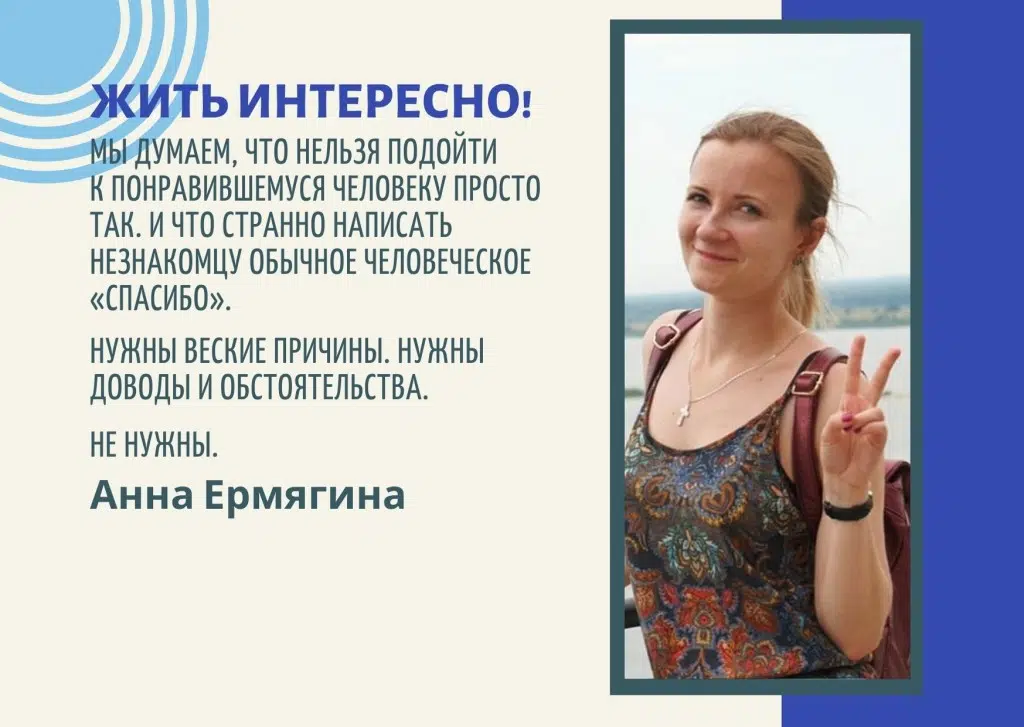 ЖИТЬ ИНТЕРЕСНО!
МЫ ДУМАЕМ, ЧТО НЕЛЬЗЯ ПОДОЙТИ
К ПОНРАВИВШЕМУСЯ ЧЕЛОВЕКУ ПРОСТО
ТАК. И ЧТО СТРАННО НАПИСАТЬ
НЕЗНАКОМЦУ ОБЫЧНОЕ ЧЕЛОВЕЧЕСКОЕ
«СПАСИБО».
НУЖНЫ ВЕСКИЕ ПРИЧИНЫ. НУЖНЫ
ДОВОДЫ И ОБСТОЯТЕЛЬСТВА.
НЕ НУЖНЫ.
Анна Ермягина